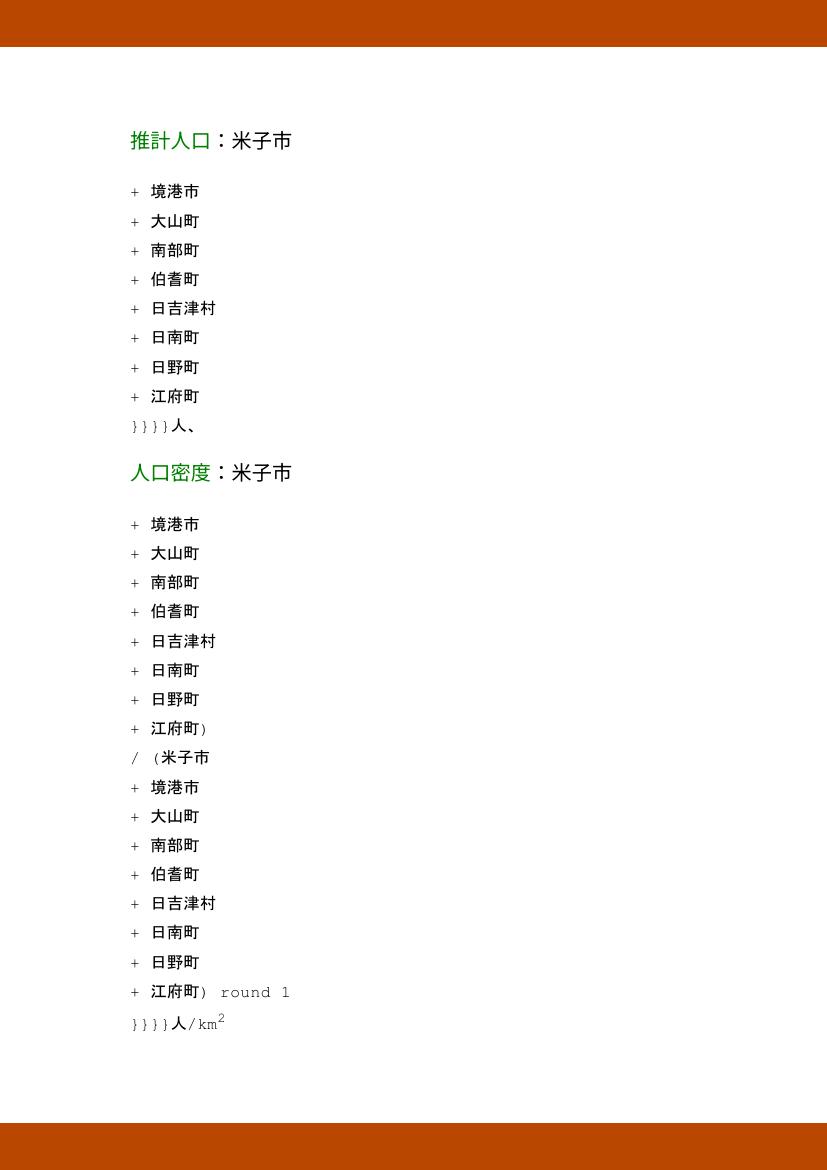 推計人口：米子市
+ 境港市
+ 大山町
+ 南部町
+ 伯耆町
+ 日吉津村
+ 日南町
+ 日野町
+ 江府町
}}}}人、
人口密度：米子市
+ 境港市
+ 大山町
+ 南部町
+ 伯耆町
+ 日吉津村
+ 日南町
+ 日野町
+ 江府町)
/ (米子市
+ 境港市
+ 大山町
+ 南部町
+ 伯耆町
+ 日吉津村
+ 日南町
+ 日野町
+ 江府町) round 1
}}}}人/km²